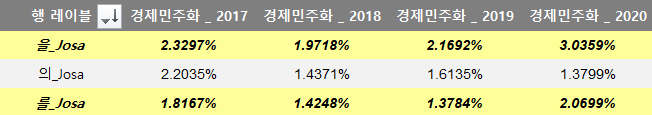 행 레이블 경제민주화 _ 2017 경제민주화 _ 2018 경제민주화 _ 2019 경제민주화 _ 2020
을_Josa 2.3297% 1.9718% 2.1692% 3.0359%
의_Josa 2.2035% 1.4371% 1.6135% 1.3799%
를_Josa 1.8167% 1.4248% 1.3784% 2.0699%